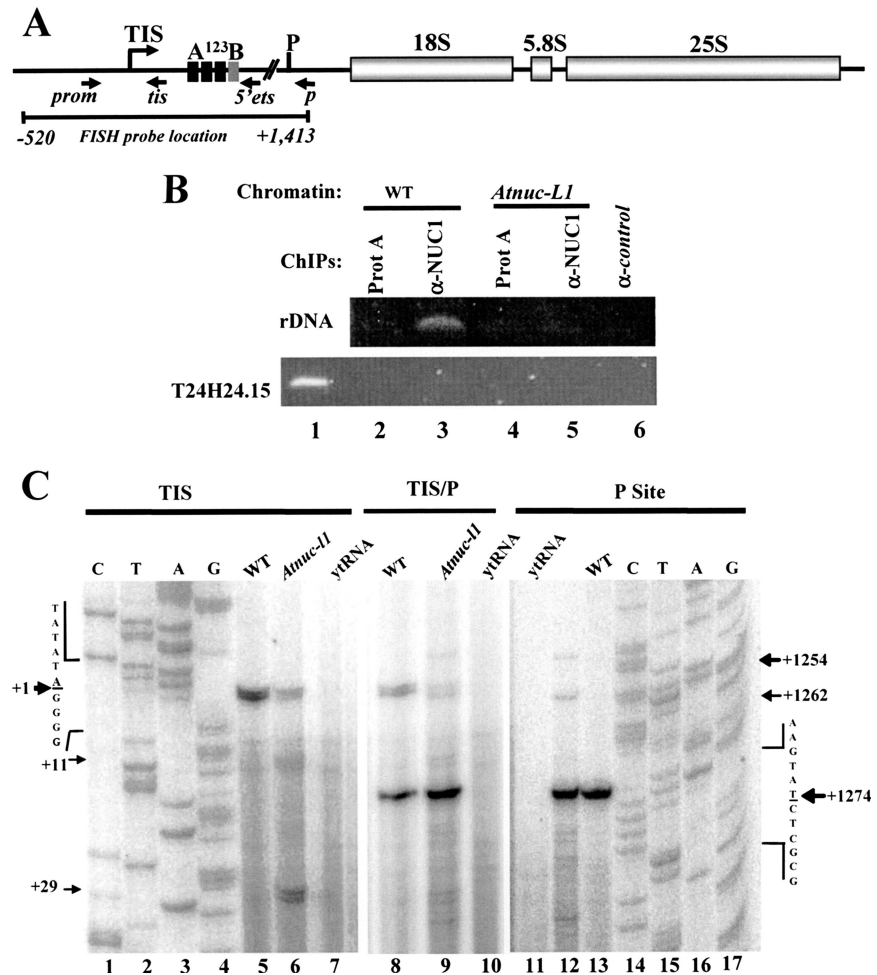 A
TIS
A 123 B
P
18S
5.8S
25S
prom
tis
5'ets
p
-520
FISH probe location
+1,413
B
Chromatin:
WT
Atnuc-L1
ChIPs:
Prot A
α-NUC1
Prot A
α-NUC1
α-control
rDNA
T24H24.15
1 2 3 4 5 6
C
TIS
TIS/P
P Site
C T A G WT Atnuc-l1 ytRNA
WT Atnuc-l1 ytRNA
ytRNA WT C T A G
T
A
T
A
T
A
G
G
G
G
+1
+11
+29
+1254
+1262
+1274
A
A
G
T
A
T
C
T
C
G
C
G
1 2 3 4 5 6 7 8 9 10 11 12 13 14 15 16 17